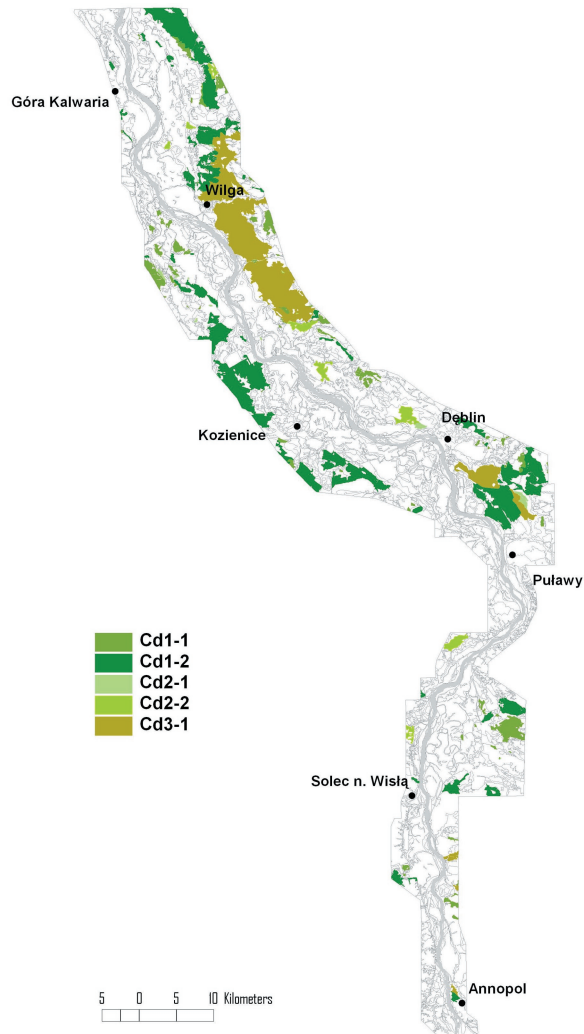 Góra Kalwaria
Wilga
Dęblin
Kozienice
Puławy
Cd1-1
Cd1-2
Cd2-1
Cd2-2
Cd3-1
Solec n. Wisłą
Annopol
5 0 5 10 Kilometers